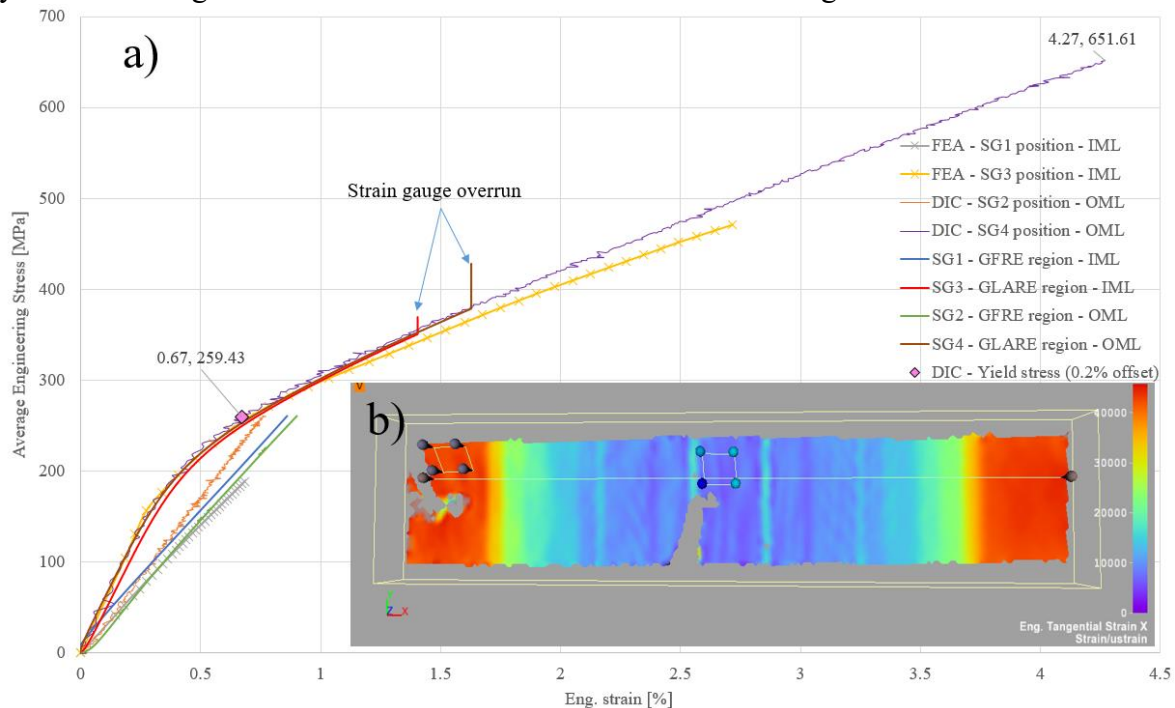 700
600
500
400
300
200
100
0
Average Engineering Stress [MPa]
a)
4.27, 651.61
Strain gauge overrun
0.67, 259.43
FEA - SG1 position - IML
FEA - SG3 position - IML
DIC - SG2 position - OML
DIC - SG4 position - OML
SG1 - GFRE region - IML
SG3 - GLARE region - IML
SG2 - GFRE region - OML
SG4 - GLARE region - OML
DIC - Yield stress (0.2% offset)
V
b)
40000
30000
20000
10000
0
Z X
Eng. Tangential Strain X
Strain/ustrain
0 0.5 1 1.5 2 2.5 3 3.5 4 4.5
Eng. strain [%]